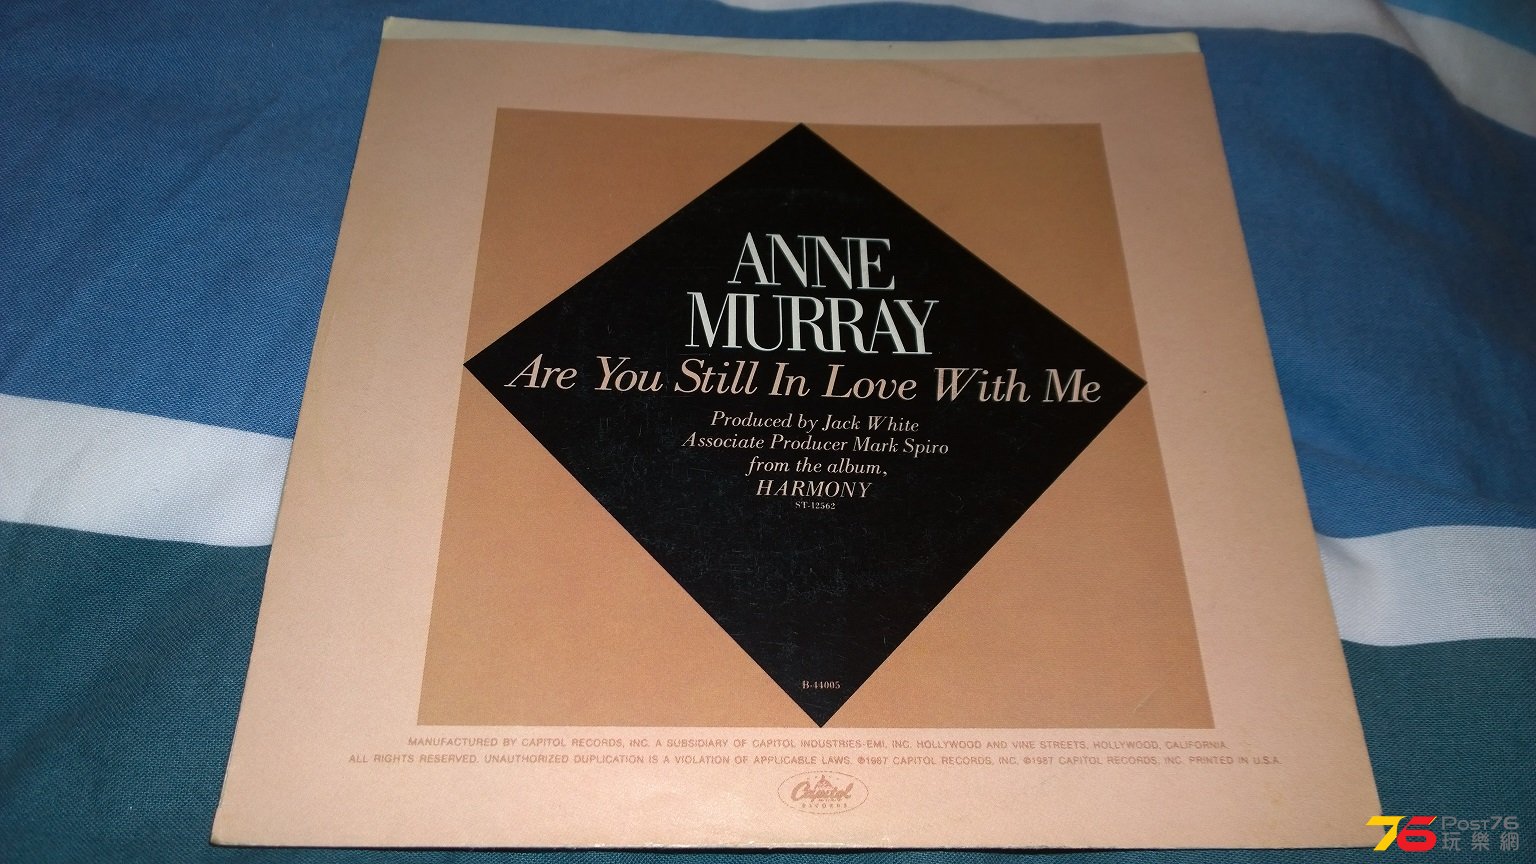 ANNE
MURRAY
Are You Still In Love With Me
Produced by Jack White
Associate Producer Mark Spiro
from the album,
HARMONY
ST-12562
B-44005
MANUFACTURED BY CAPITOL RECORDS, INC. A SUBSIDIARY OF CAPITOL INDUSTRIES-EMI, INC. HOLLYWOOD AND VINE STREETS, HOLLYWOOD, CALIFORNIA.
ALL RIGHTS RESERVED. UNAUTHORIZED DUPLICATION IS A VIOLATION OF APPLICABLE LAWS. ℗1987 CAPITOL RECORDS, INC. ©1987 CAPITOL RECORDS, INC. PRINTED IN U.S.A.
Capitol
RECORDS
76 POST76
玩樂網